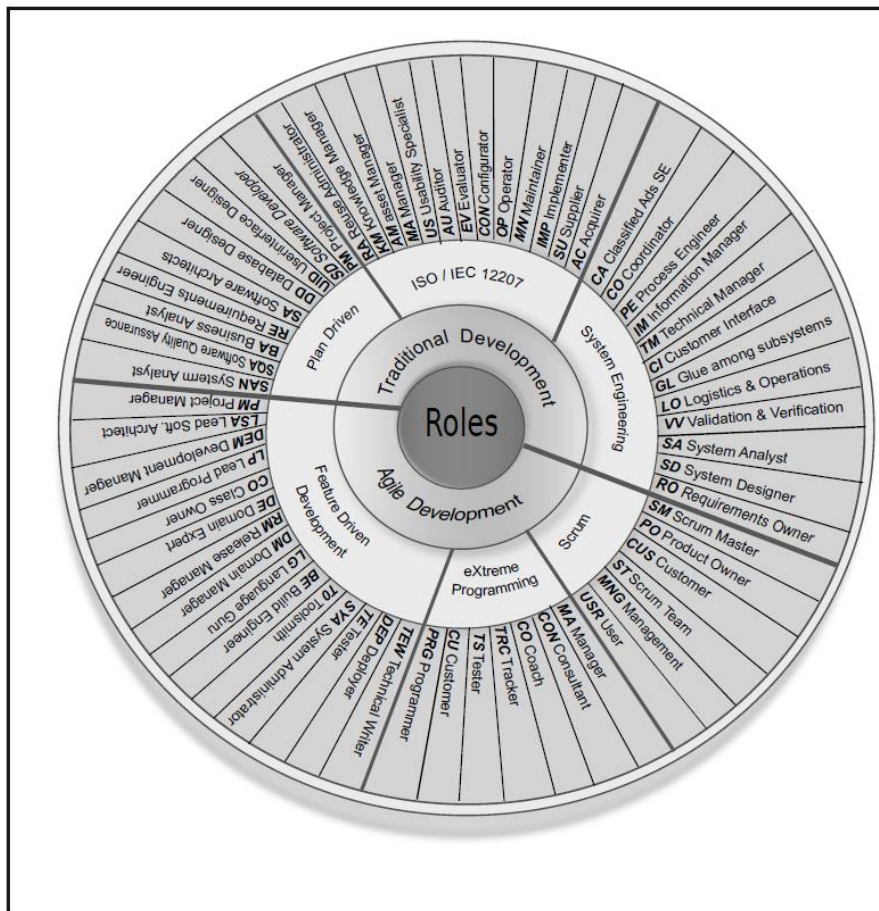 Roles
Traditional Development
Agile Development
Plan Driven
ISO / IEC 12207
System Engineering
Scrum
eXtreme
Programming
Feature Driven
Development
SAN System Analyst
SQA Software Quality Assurance
BA Business Analyst
RE Requirements Engineer
SA Software Architects
DD Database Designer
UID Userinterface Designer
SD Software Developer
PM Project Manager
RA Reuse Administrator
KM Knowledge Manager
AM asset Manager
MA Manager
US Usability Specialist
AU Auditor
EV Evaluator
CON Configurator
OP Operator
MN Maintainer
IMP Implementer
SU Supplier
AC Acquirer
CA Classified Ads SE
CO Coordinator
PE Process Engineer
IM Information Manager
TM Technical Manager
CI Customer Interface
GL Glue among subsystems
LO Logistics & Operations
VV Validation & Verification
SA System Analyst
SD System Designer
RO Requirements Owner
SM Scrum Master
PO Product Owner
CUS Customer
ST Scrum Team
MNG Management
USR User
MA Manager
CON Consultant
CO Coach
TRC Tracker
TS Tester
CU Customer
PRG Programmer
TEW Technical Writer
DEP Deployer
TE Tester
SYA System Administrator
T0 Toolsmith
BE Build Engineer
LG Language Guru
DM Domain Manager
RM Release Manager
DE Domain Expert
CO Class Owner
LP Lead Programmer
DEM Development Manager
LSA Lead Soft. Architect
PM Project Manager